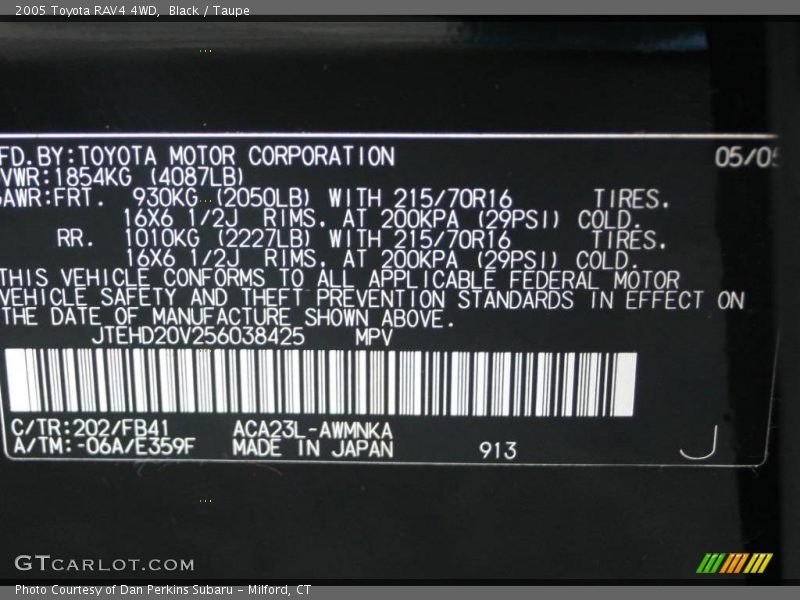 2005 Toyota RAV4 4WD, Black / Taupe
FD.BY:TOYOTA MOTOR CORPORATION 05/05
VWR:1854KG (4087LB)
GAWR:FRT. 930KG (2050LB) WITH 215/70R16 TIRES.
16X6 1/2J RIMS. AT 200KPA (29PSI) COLD.
RR. 1010KG (2227LB) WITH 215/70R16 TIRES.
16X6 1/2J RIMS. AT 200KPA (29PSI) COLD.
THIS VEHICLE CONFORMS TO ALL APPLICABLE FEDERAL MOTOR
VEHICLE SAFETY AND THEFT PREVENTION STANDARDS IN EFFECT ON
THE DATE OF MANUFACTURE SHOWN ABOVE.
JTEHD20V256038425 MPV
C/TR:202/FB41 ACA23L-AWMNKA
A/TM:-06A/E359F MADE IN JAPAN 913 J
GTCARLOT.COM
Photo Courtesy of Dan Perkins Subaru - Milford, CT